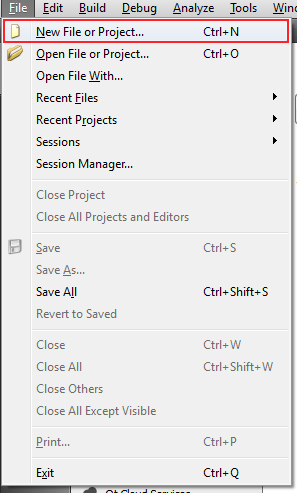 File Edit Build Debug Analyze Tools
New File or Project... Ctrl+N
Open File or Project... Ctrl+O
Open File With...
Recent Files
Recent Projects
Sessions
Session Manager...
Close Project
Close All Projects and Editors
Save Ctrl+S
Save As...
Save All Ctrl+Shift+S
Revert to Saved
Close Ctrl+W
Close All Ctrl+Shift+W
Close Others
Close All Except Visible
Print... Ctrl+P
Exit Ctrl+Q
Qt Cloud Services